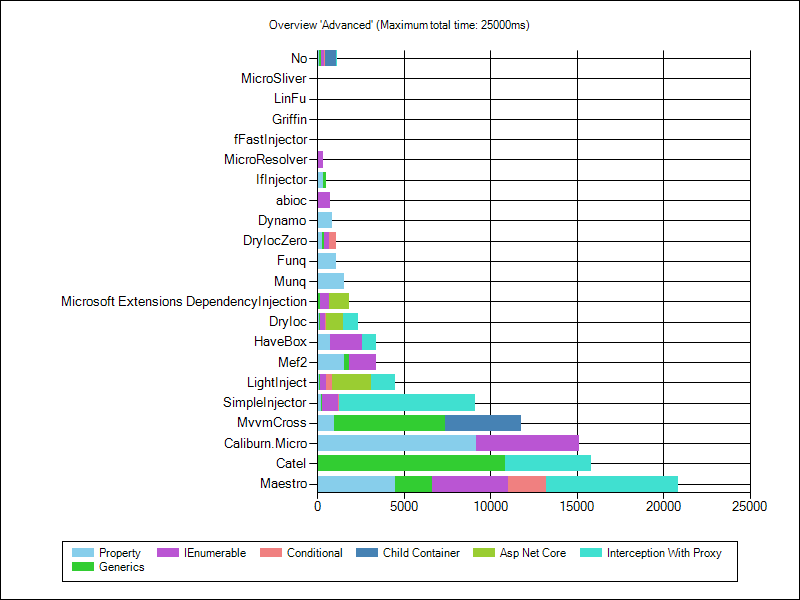 Overview 'Advanced' (Maximum total time: 25000ms)
No
MicroSliver
LinFu
Griffin
fFastInjector
MicroResolver
IfInjector
abioc
Dynamo
DryIocZero
Funq
Munq
Microsoft Extensions DependencyInjection
DryIoc
HaveBox
Mef2
LightInject
SimpleInjector
MvvmCross
Caliburn.Micro
Catel
Maestro
0 5000 10000 15000 20000 25000
Property IEnumerable Conditional Child Container Asp Net Core Interception With Proxy
Generics